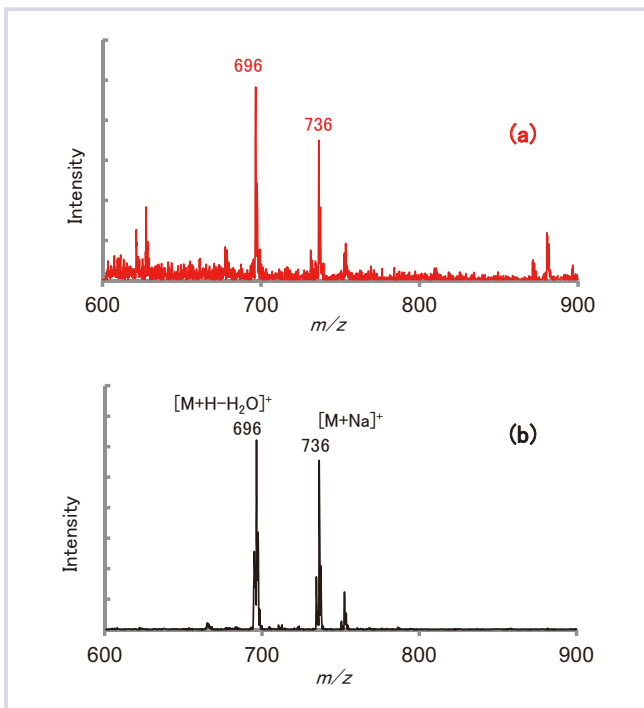 696
736
(a)
Intensity
600
700
800
900
m/z
[M+H−H₂O]⁺
[M+Na]⁺
696
736
(b)
Intensity
600
700
800
900
m/z